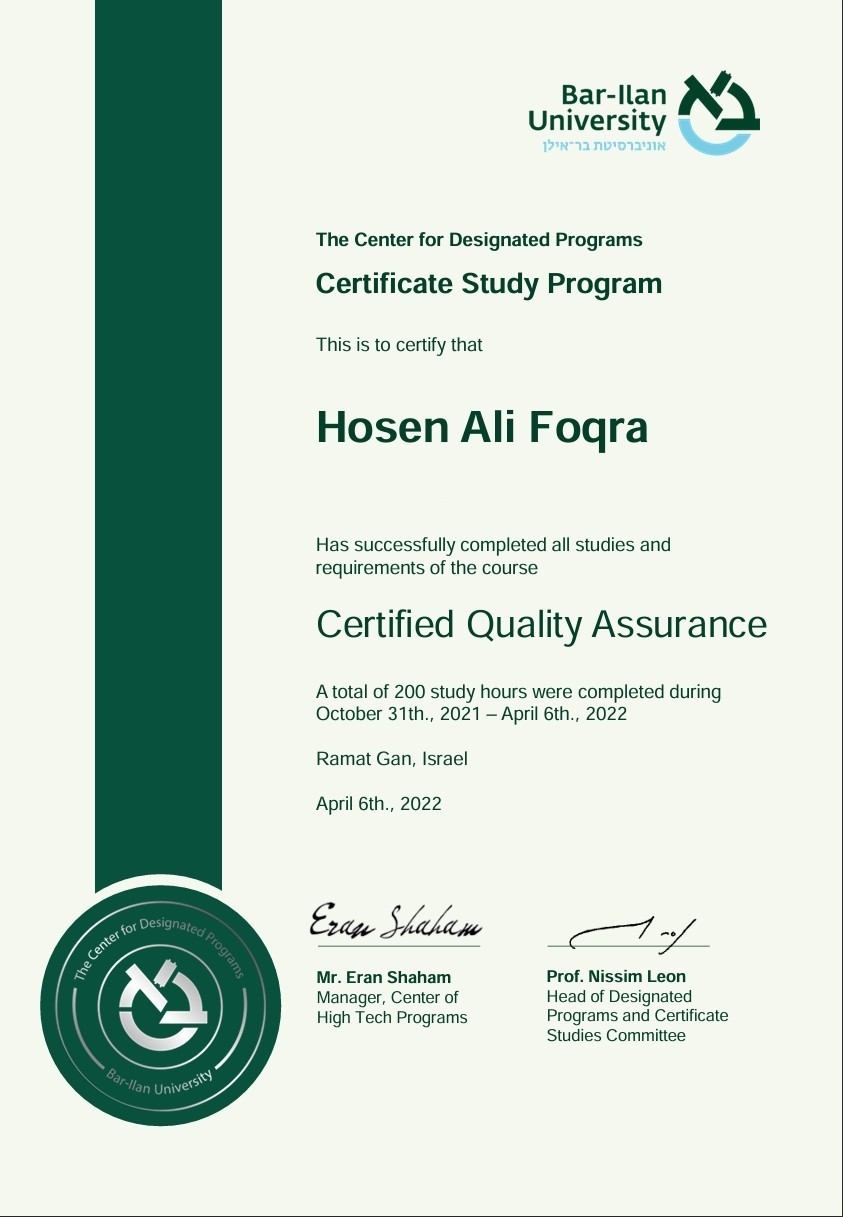 Bar-Ilan
University
אוניברסיטת בר־אילן
The Center for Designated Programs
Certificate Study Program
This is to certify that
Hosen Ali Foqra
Has successfully completed all studies and
requirements of the course
Certified Quality Assurance
A total of 200 study hours were completed during
October 31th., 2021 – April 6th., 2022
Ramat Gan, Israel
April 6th., 2022
Eran Shaham
Mr. Eran Shaham
Manager, Center of
High Tech Programs
Prof. Nissim Leon
Head of Designated
Programs and Certificate
Studies Committee
The Center for Designated Programs
Bar-Ilan University